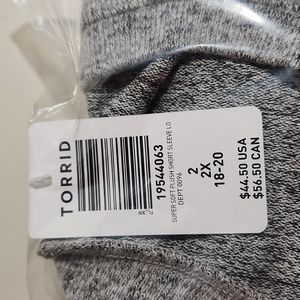 TORRID
19544063
SUPER SOFT PLUSH SHORT SLEEVE LO
DEPT 0096
2
2X
18-20
$44.50 USA
$56.50 CAN